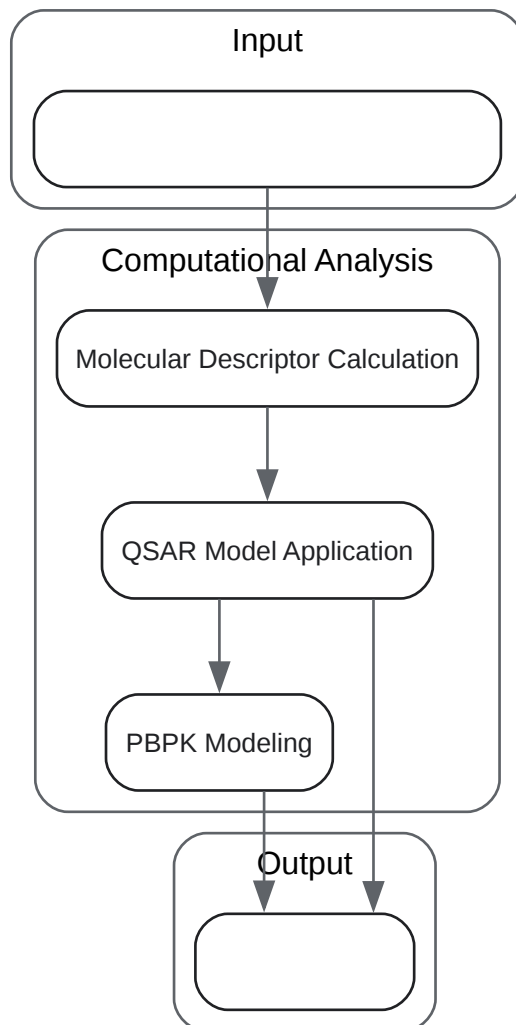 Input
Computational Analysis
Molecular Descriptor Calculation
QSAR Model Application
PBPK Modeling
Output